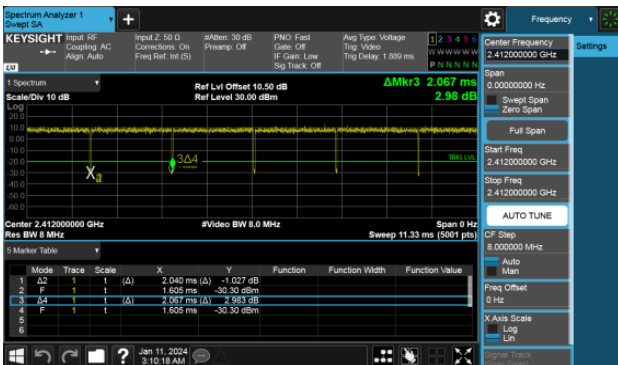 Spectrum Analyzer 1
Swept SA
+
Frequency
KEYSIGHT
Input: RF
Coupling: AC
Align: Auto
Input Z: 50 Ω
Corrections: On
Freq Ref: Int (S)
#Atten: 30 dB
Preamp: Off
PNO: Fast
Gate: Off
IF Gain: Low
Sig Track: Off
Avg Type: Voltage
Trig: Video
Trig Delay: 1.889 ms
1 2 3 4 5 6
W W W W W W
P N N N N N
LXI
1 Spectrum
Scale/Div 10 dB
Ref Lvl Offset 10.50 dB
Ref Level 30.00 dBm
ΔMkr3 2.067 ms
2.98 dB
Log
20.0
10.0
0.00
-10.0
-20.0
-30.0
-40.0
-50.0
-60.0
3Δ4
X
TRIG LVL
Center 2.412000000 GHz
Res BW 8 MHz
#Video BW 8.0 MHz
Span 0 Hz
Sweep 11.33 ms (5001 pts)
5 Marker Table
Mode Trace Scale X Y Function Function Width Function Value
1 Δ2 1 t (Δ) 2.040 ms (Δ) -1.027 dB
2 F 1 t 1.605 ms -30.30 dBm
3 Δ4 1 t (Δ) 2.067 ms (Δ) 2.983 dB
4 F 1 t 1.605 ms -30.30 dBm
5
6
Jan 11, 2024
3:10:18 AM
?
Center Frequency
2.412000000 GHz
Span
0.00000000 Hz
Swept Span
Zero Span
Full Span
Start Freq
2.412000000 GHz
Stop Freq
2.412000000 GHz
AUTO TUNE
CF Step
8.000000 MHz
Auto
Man
Freq Offset
0 Hz
X Axis Scale
Log
Lin
Signal Track
Settings